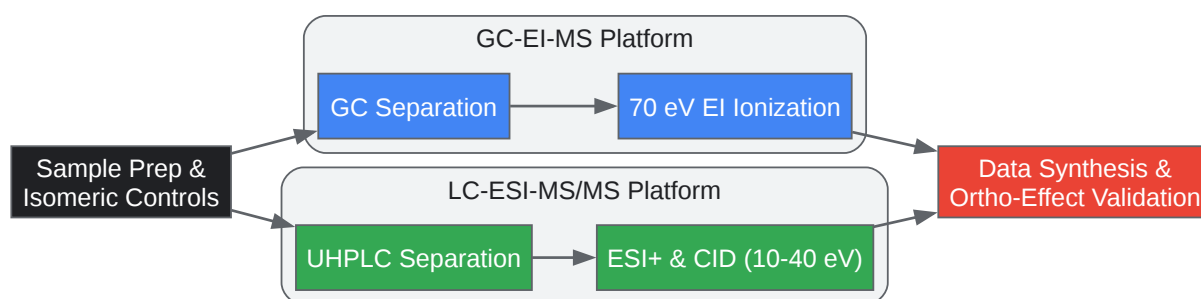 GC-EI-MS Platform
GC Separation
70 eV EI Ionization
Sample Prep &
Isomeric Controls
Data Synthesis &
Ortho-Effect Validation
LC-ESI-MS/MS Platform
UHPLC Separation
ESI+ & CID (10-40 eV)